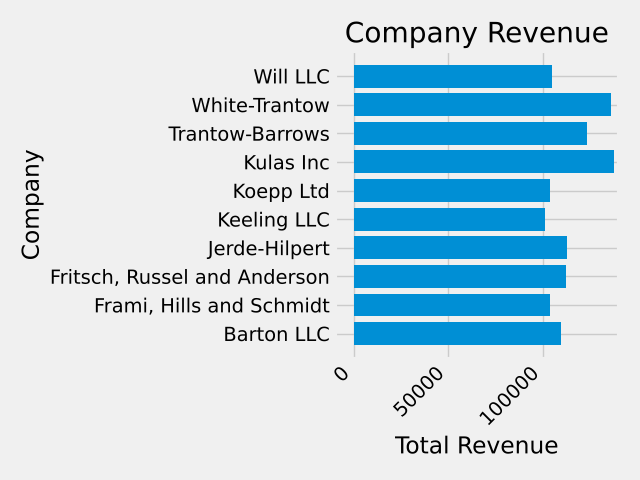 Company Revenue
Will LLC
White-Trantow
Trantow-Barrows
Kulas Inc
Koepp Ltd
Keeling LLC
Jerde-Hilpert
Fritsch, Russel and Anderson
Frami, Hills and Schmidt
Barton LLC
Company
0
50000
100000
Total Revenue